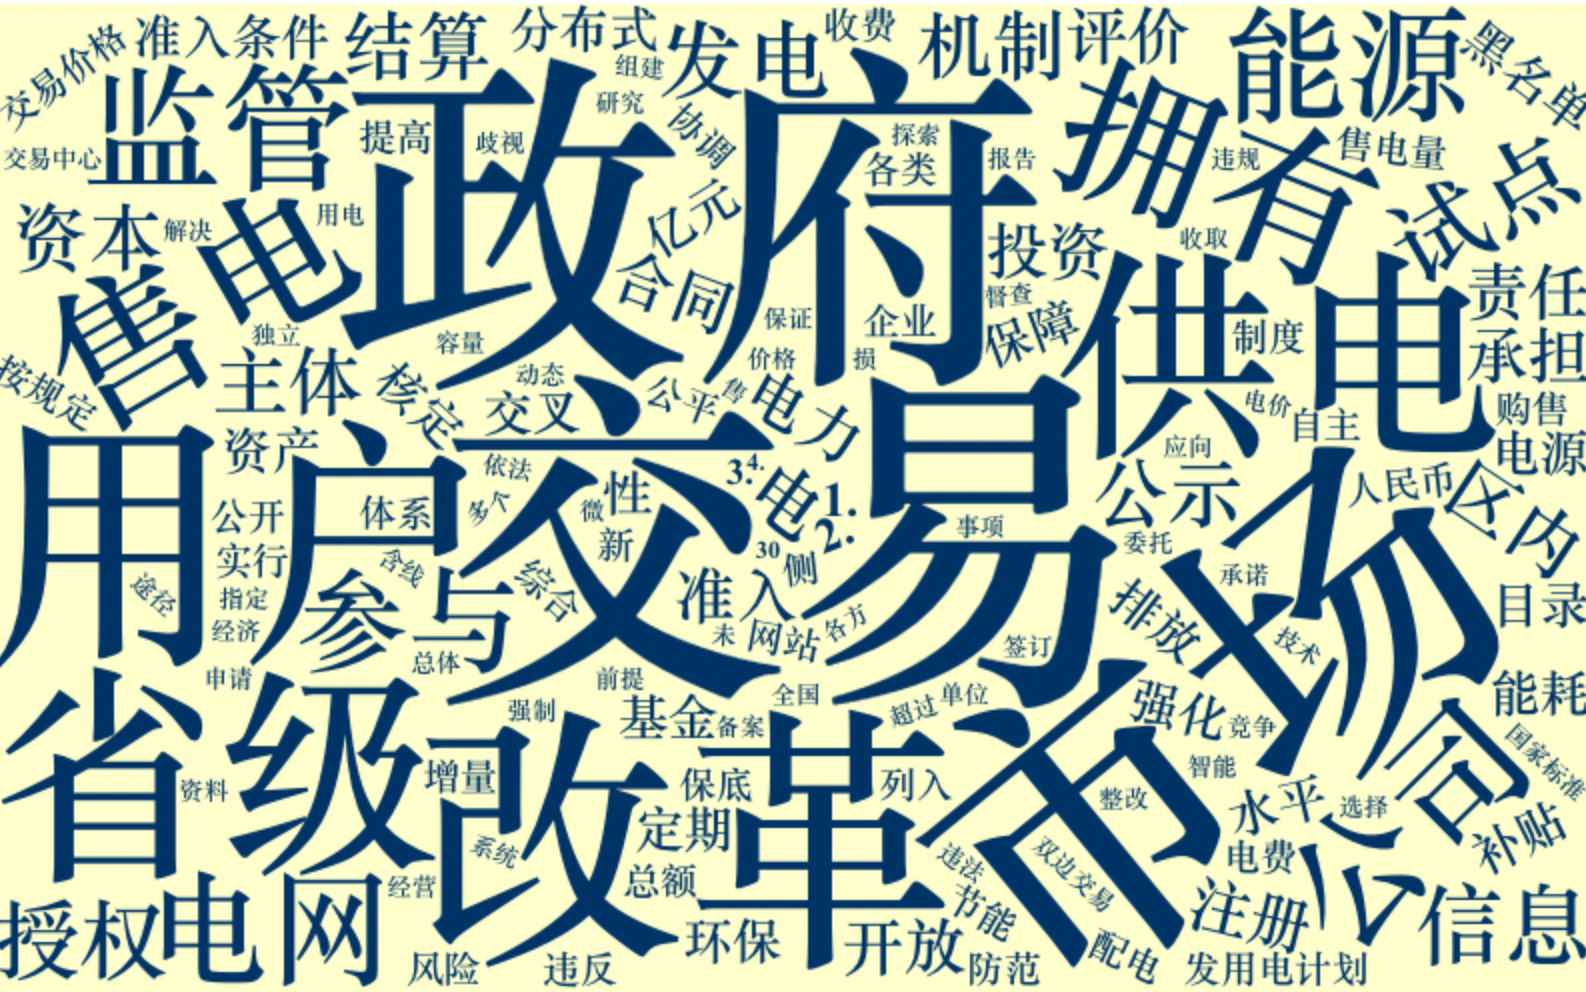 交易价格
准入条件
结算
分布式
收费
发电
机制
评价
能源
黑名单
组建
监管
提高
歧视
研究
协调
政府
探索
各类
报告
拥有
违规
售电量
试点
交易中心
资本
解决
售电
用电
亿元
合同
投资
收取
督查
保障
供电
制度
责任
承担
独立
容量
保证
企业
价格
损
按规定
主体
核定
动态
交叉
公平
售
电力
电价
自主
购售
应向
电源
用户
资产
体系
依法
多个
微
性
新
3.
4.
电
1.
2.
30
侧
交易
事项
公示
委托
人民币
区内
公开
实行
途径
指定
经济
含线
参与
综合
准入
未
网站
各方
承诺
排放
技术
市场
目录
申请
总体
前提
全国
签订
超过
单位
强化
竞争
能耗
国家标准
省级
资料
强制
基金
备案
改革
增量
保底
列入
智能
整改
水平
选择
向
补贴
系统
定期
总额
违法
双边交易
电费
公
授权
电网
经营
风险
违反
环保
开放
节能
防范
配电
注册
发用电计划
信息